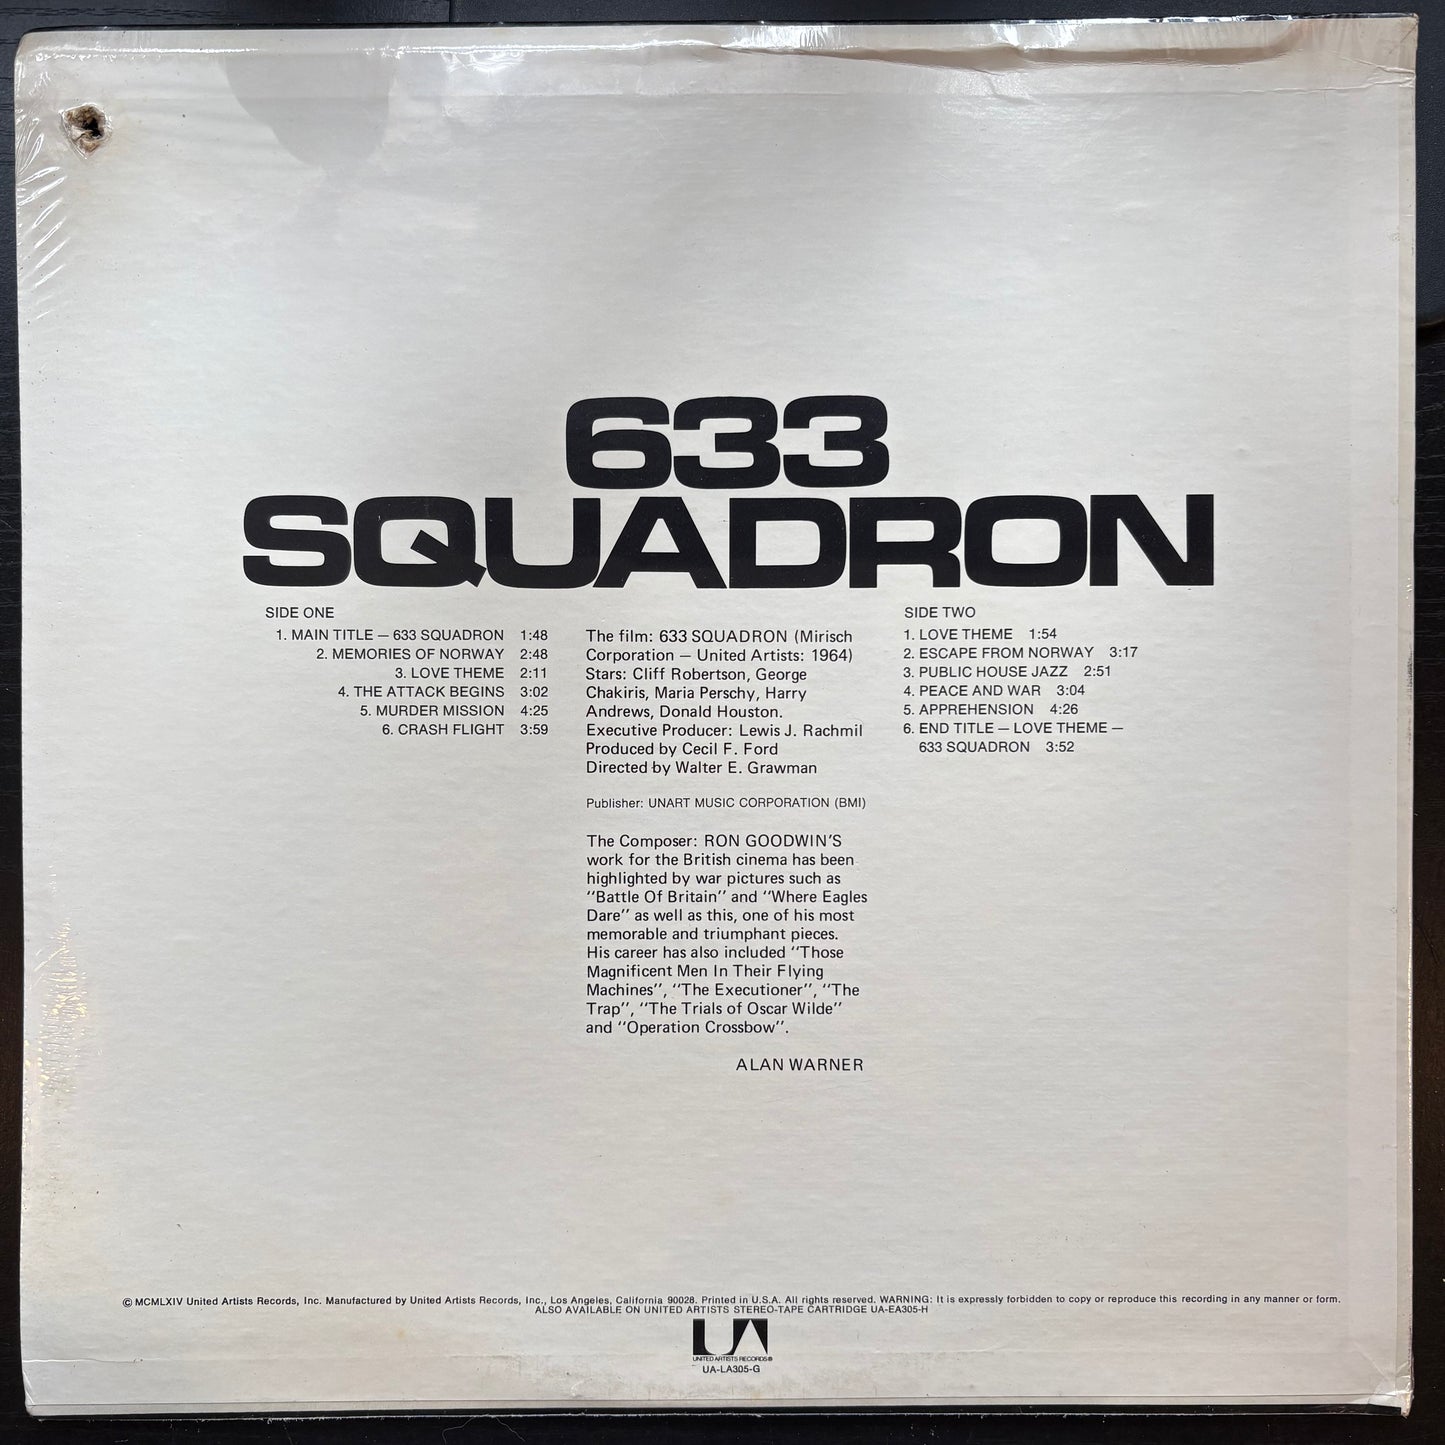 633
SQUADRON
SIDE ONE
1. MAIN TITLE — 633 SQUADRON 1:48
2. MEMORIES OF NORWAY 2:48
3. LOVE THEME 2:11
4. THE ATTACK BEGINS 3:02
5. MURDER MISSION 4:25
6. CRASH FLIGHT 3:59
The film: 633 SQUADRON (Mirisch
Corporation — United Artists: 1964)
Stars: Cliff Robertson, George
Chakiris, Maria Perschy, Harry
Andrews, Donald Houston.
Executive Producer: Lewis J. Rachmil
Produced by Cecil F. Ford
Directed by Walter E. Grawman
Publisher: UNART MUSIC CORPORATION (BMI)
The Composer: RON GOODWIN'S
work for the British cinema has been
highlighted by war pictures such as
"Battle Of Britain" and "Where Eagles
Dare" as well as this, one of his most
memorable and triumphant pieces.
His career has also included "Those
Magnificent Men In Their Flying
Machines", "The Executioner", "The
Trap", "The Trials of Oscar Wilde"
and "Operation Crossbow".
ALAN WARNER
SIDE TWO
1. LOVE THEME 1:54
2. ESCAPE FROM NORWAY 3:17
3. PUBLIC HOUSE JAZZ 2:51
4. PEACE AND WAR 3:04
5. APPREHENSION 4:26
6. END TITLE — LOVE THEME —
633 SQUADRON 3:52
© MCMLXIV United Artists Records, Inc. Manufactured by United Artists Records, Inc., Los Angeles, California 90028. Printed in U.S.A. All rights reserved. WARNING: It is expressly forbidden to copy or reproduce this recording in any manner or form.
ALSO AVAILABLE ON UNITED ARTISTS STEREO-TAPE CARTRIDGE UA-EA305-H
UA
UNITED ARTISTS RECORDS®
UA-LA305-G